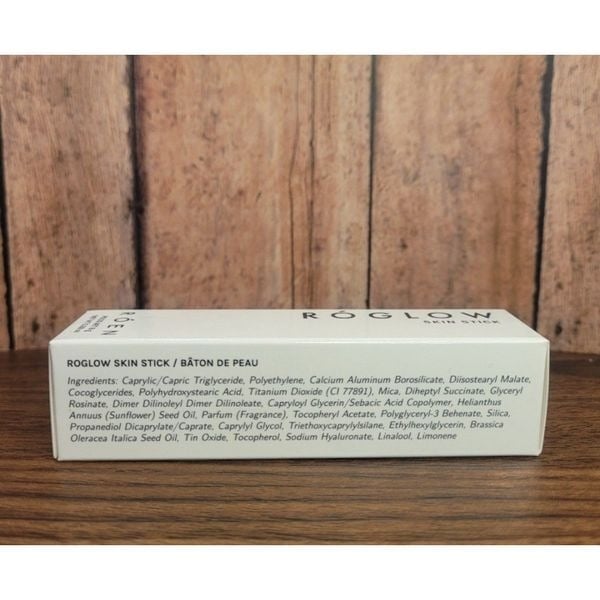 RÓGLOW
SKIN STICK
RÓEN
ROGLOW SKIN STICK / BÂTON DE PEAU
Ingredients: Caprylic/Capric Triglyceride, Polyethylene, Calcium Aluminum Borosilicate, Diisostearyl Malate,
Cocoglycerides, Polyhydroxystearic Acid, Titanium Dioxide (CI 77891), Mica, Diheptyl Succinate, Glyceryl
Rosinate, Dimer Dilinoleyl Dimer Dilinoleate, Capryloyl Glycerin/Sebacic Acid Copolymer, Helianthus
Annuus (Sunflower) Seed Oil, Parfum (Fragrance), Tocopheryl Acetate, Polyglyceryl-3 Behenate, Silica,
Propanediol Dicaprylate/Caprate, Caprylyl Glycol, Triethoxycaprylylsilane, Ethylhexylglycerin, Brassica
Oleracea Italica Seed Oil, Tin Oxide, Tocopherol, Sodium Hyaluronate, Linalool, Limonene